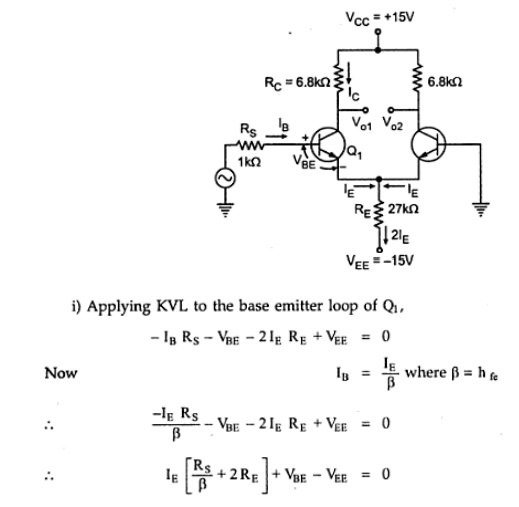 V_CC = +15V
R_C = 6.8kΩ
I_C
6.8kΩ
R_S
I_B
+
V_o1 V_o2
Q_1
1kΩ
V_BE
−
I_E
I_E
R_E 27kΩ
2I_E
V_EE = -15V
i) Applying KVL to the base emitter loop of Q_1,
− I_B R_S − V_BE − 2 I_E R_E + V_EE = 0
Now I_B = I_E / β where β = h_fe
∴ −I_E R_S / β − V_BE − 2 I_E R_E + V_EE = 0
∴ I_E [ R_S / β + 2 R_E ] + V_BE − V_EE = 0